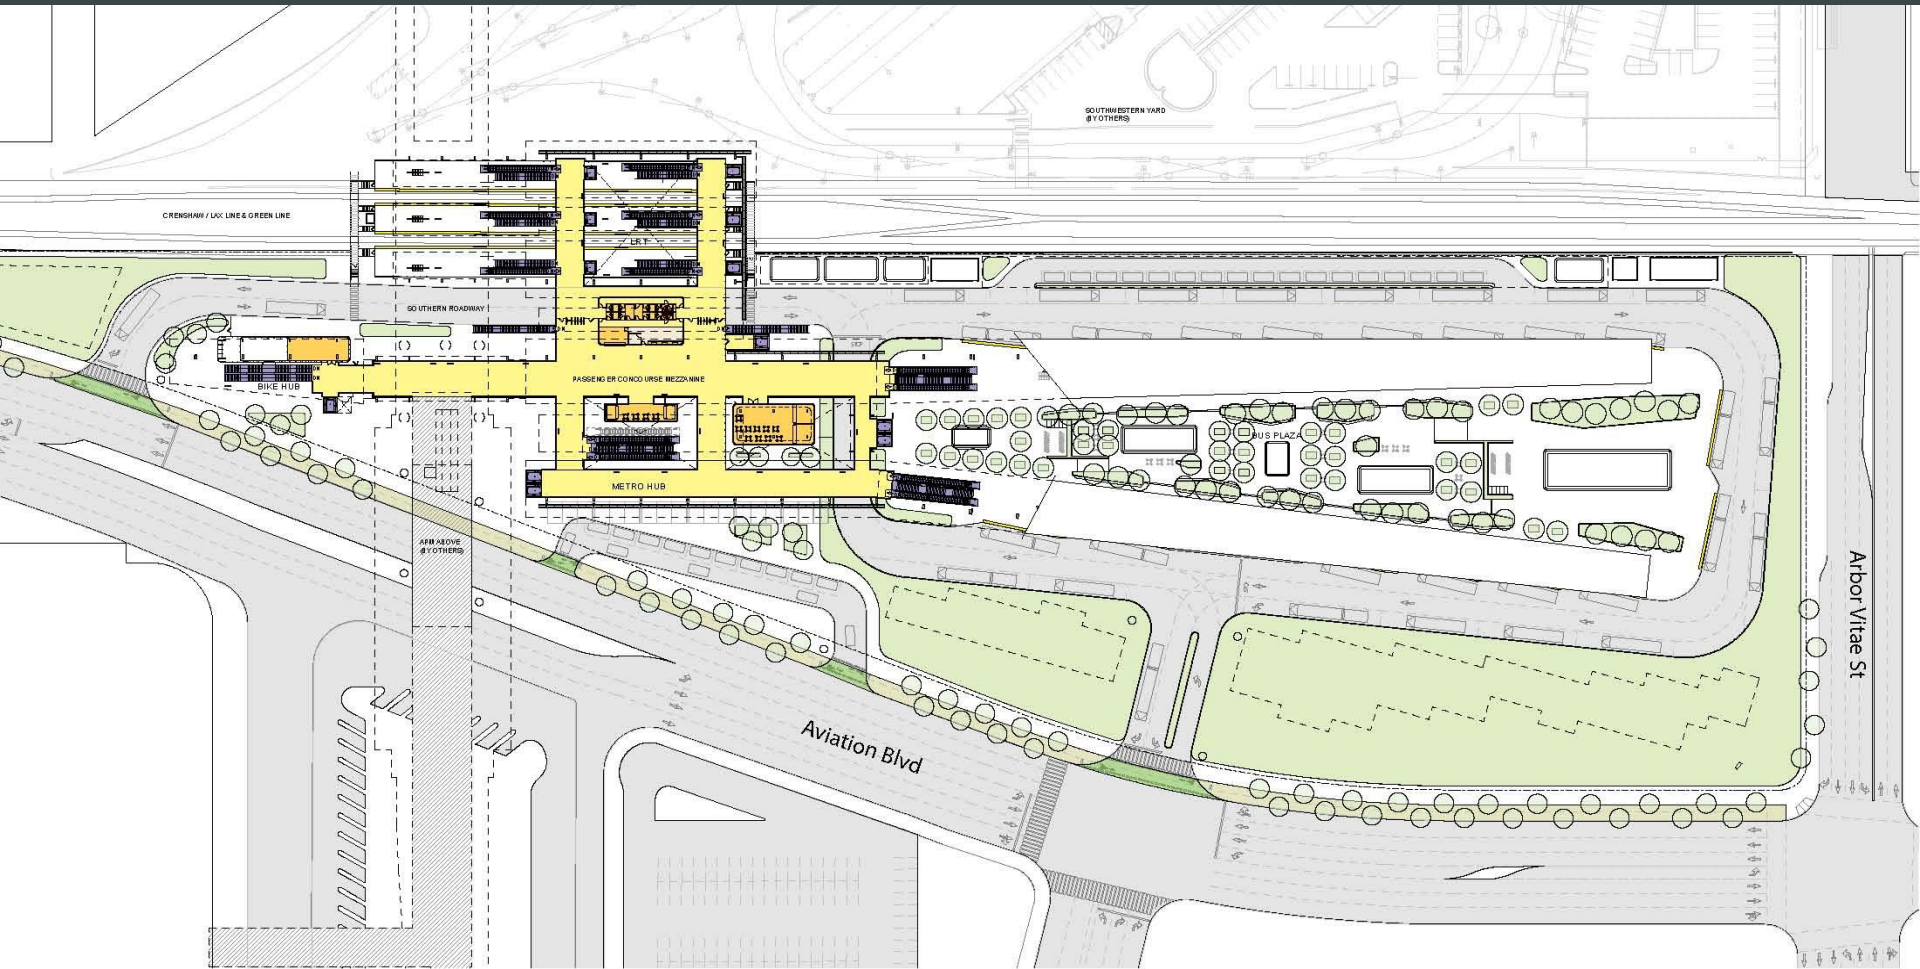 SOUTHWESTERN YARD
(BY OTHERS)
CRENSHAW / LAX LINE & GREEN LINE
LRT
SOUTHERN ROADWAY
PASSENGER CONCOURSE MEZZANINE
BIKE HUB
BUS PLAZA
METRO HUB
APM ABOVE
(BY OTHERS)
Arbor Vitae St
Aviation Blvd